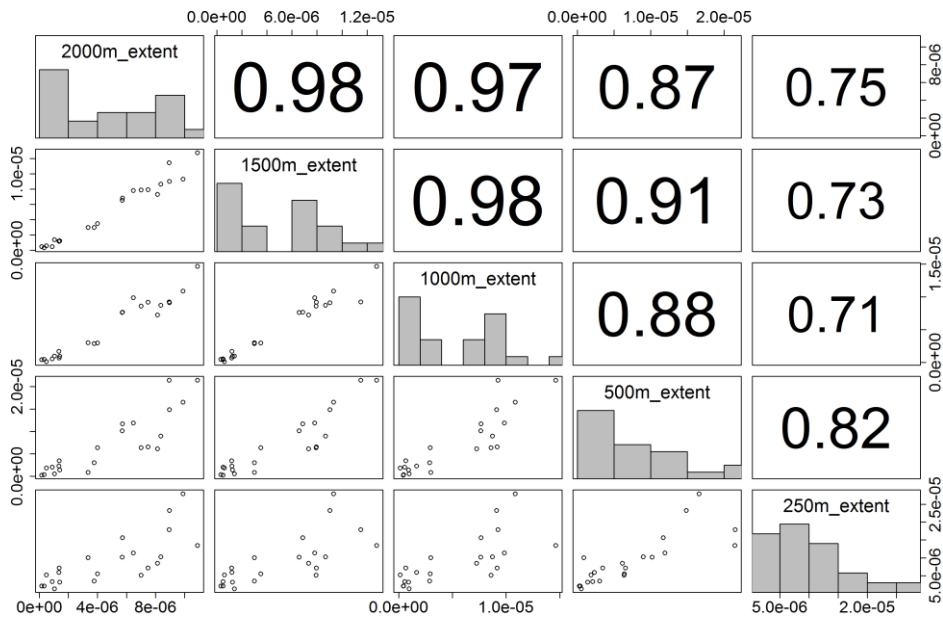 0.0e+00 6.0e-06 1.2e-05 0.0e+00 1.0e-05 2.0e-05
2000m_extent 0.98 0.97 0.87 0.75
0e+00 8e-06
1500m_extent 0.98 0.91 0.73
0.0e+00 1.0e-05
1000m_extent 0.88 0.71
0.0e+00 1.5e-05
500m_extent 0.82
0.0e+00 2.0e-05
250m_extent
5.0e-06 2.5e-05
0e+00 4e-06 8e-06 0.0e+00 1.0e-05 5.0e-06 2.0e-05